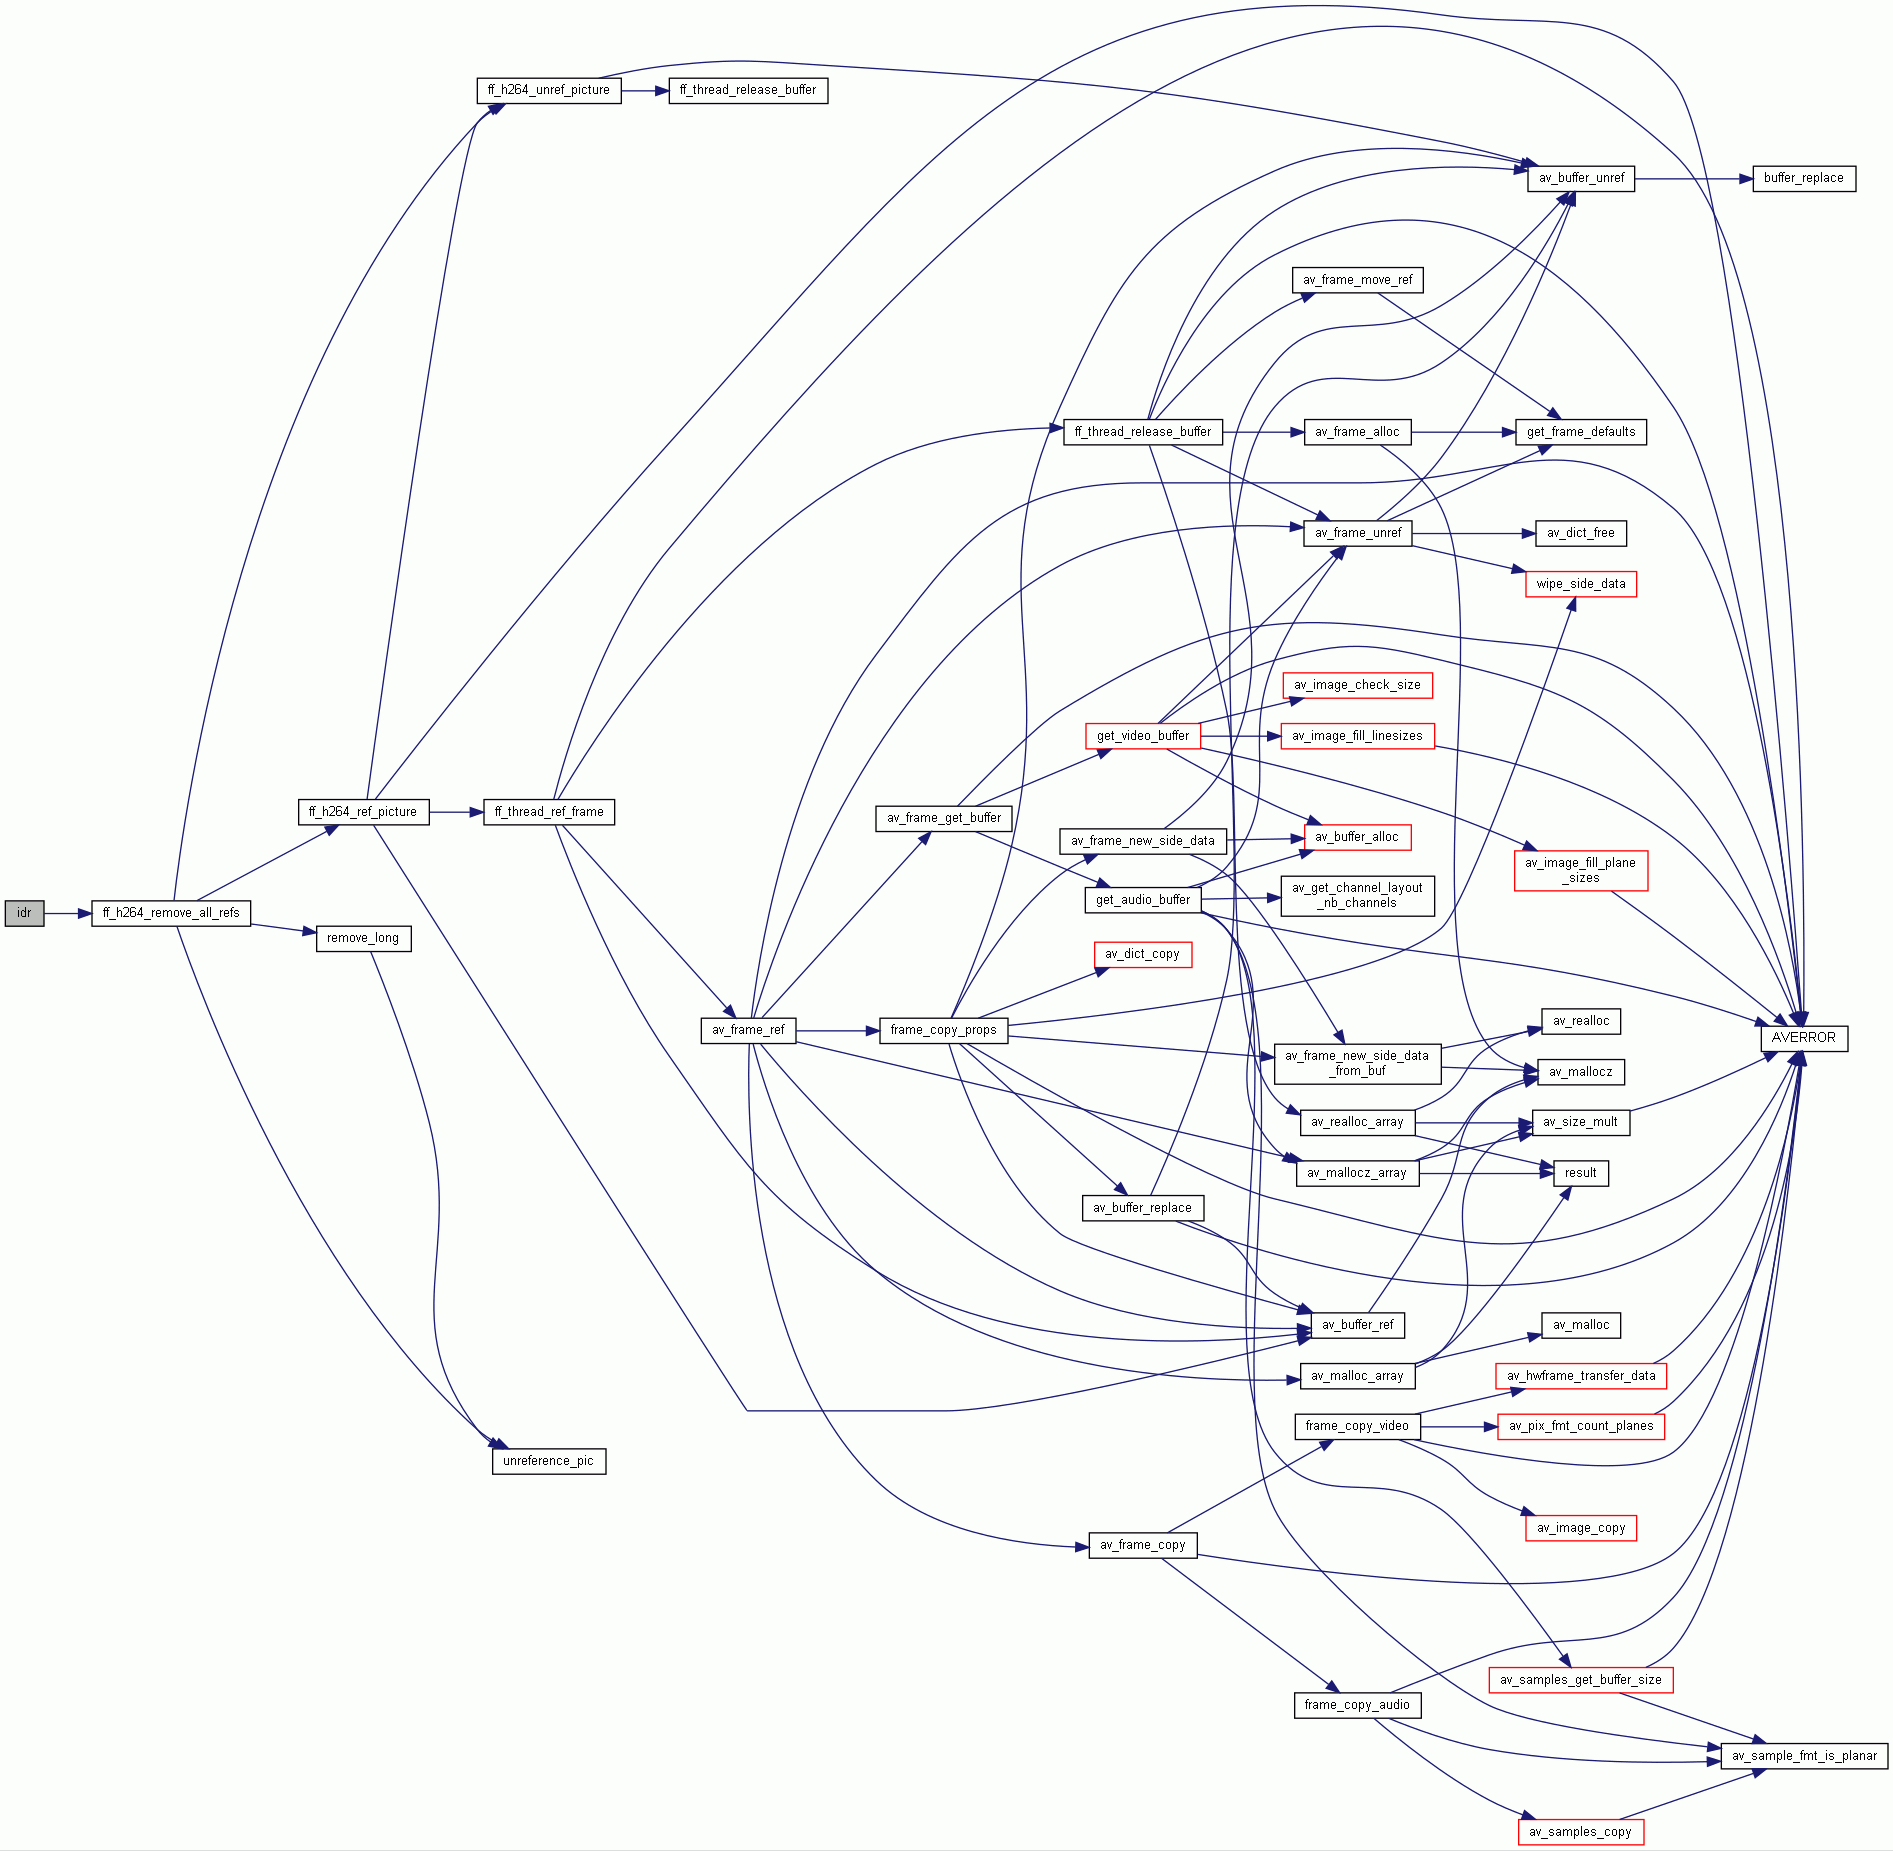 ff_h264_unref_picture
ff_thread_release_buffer
av_buffer_unref
buffer_replace
av_frame_move_ref
ff_thread_release_buffer
av_frame_alloc
get_frame_defaults
av_frame_unref
av_dict_free
wipe_side_data
av_image_check_size
get_video_buffer
av_image_fill_linesizes
ff_h264_ref_picture
ff_thread_ref_frame
av_frame_get_buffer
av_frame_new_side_data
av_buffer_alloc
av_image_fill_plane
_sizes
av_get_channel_layout
_nb_channels
get_audio_buffer
idr
ff_h264_remove_all_refs
remove_long
av_dict_copy
av_frame_ref
frame_copy_props
av_realloc
AVERROR
av_frame_new_side_data
_from_buf
av_mallocz
av_realloc_array
av_size_mult
av_mallocz_array
result
av_buffer_replace
av_buffer_ref
av_malloc
av_malloc_array
av_hwframe_transfer_data
frame_copy_video
av_pix_fmt_count_planes
unreference_pic
av_image_copy
av_frame_copy
av_samples_get_buffer_size
frame_copy_audio
av_sample_fmt_is_planar
av_samples_copy